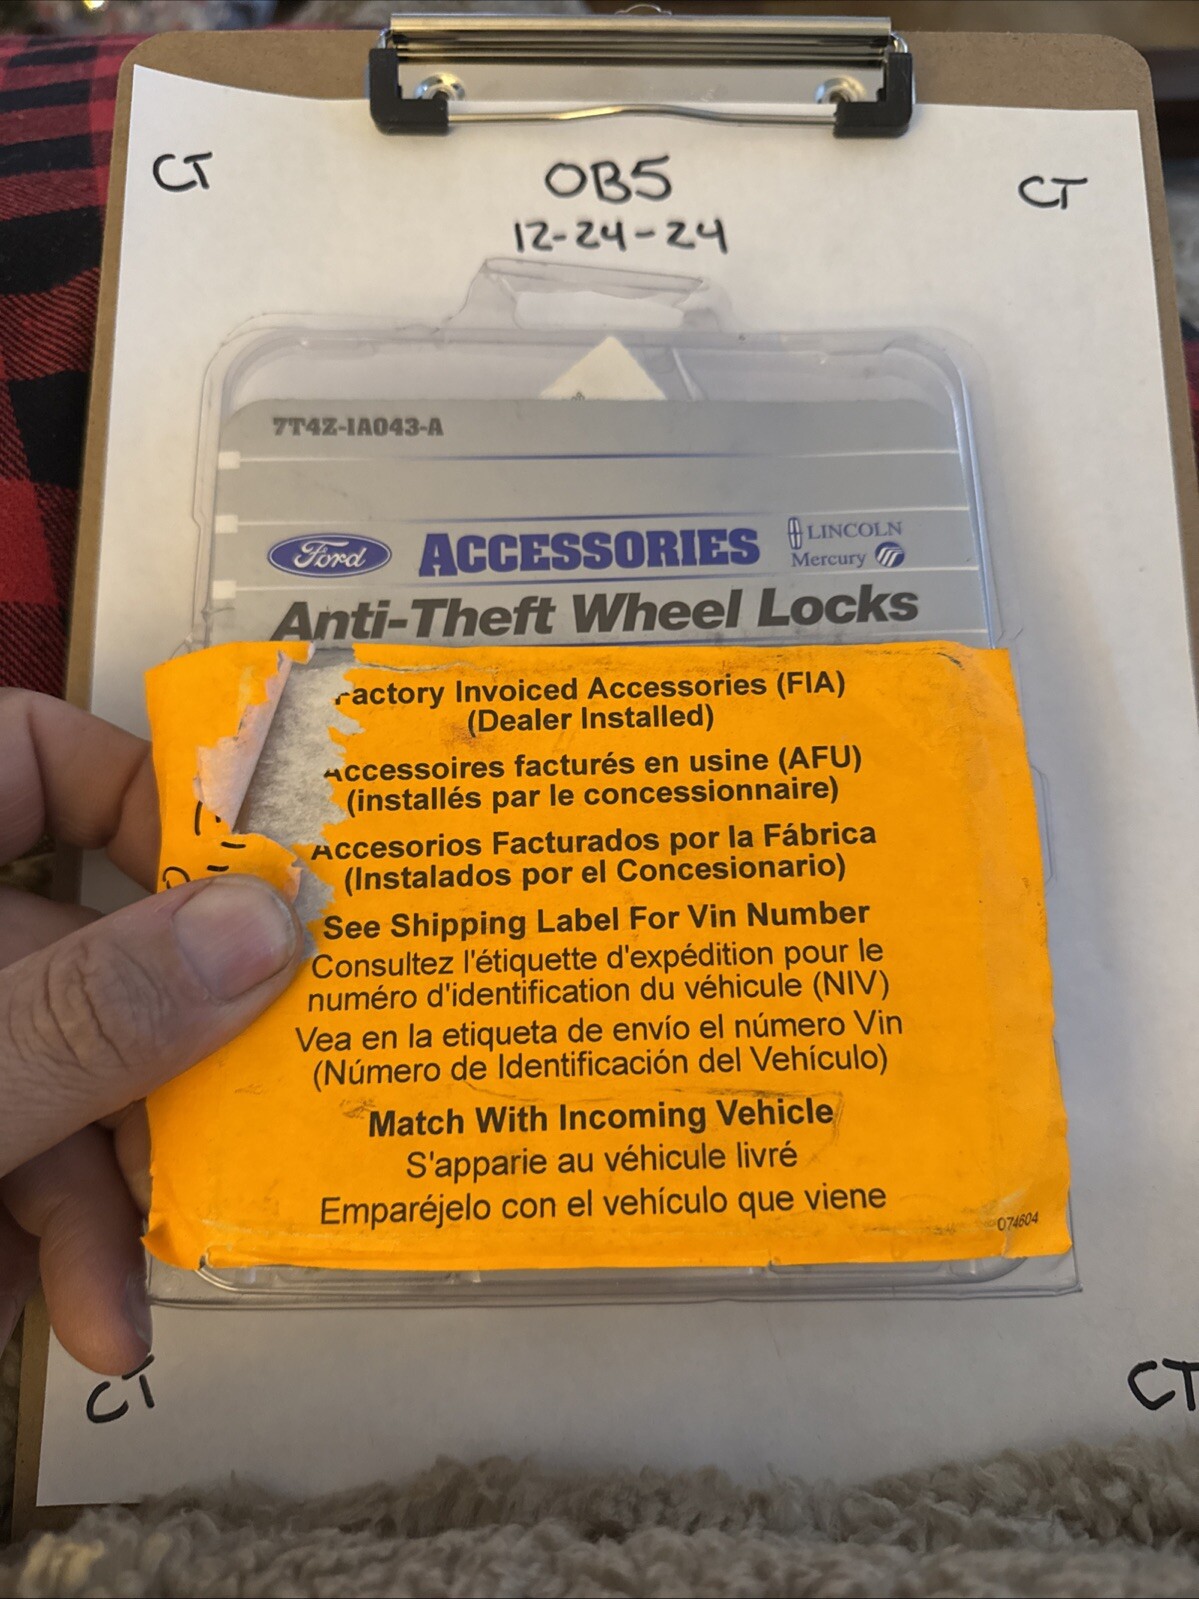 CT
OB5
CT
12-24-24
7T4Z-1A043-A
Ford ACCESSORIES LINCOLN
Mercury
Anti-Theft Wheel Locks
actory Invoiced Accessories (FIA)
(Dealer Installed)
Accessoires facturés en usine (AFU)
(installés par le concessionnaire)
Accesorios Facturados por la Fábrica
(Instalados por el Concesionario)
See Shipping Label For Vin Number
Consultez l'étiquette d'expédition pour le
numéro d'identification du véhicule (NIV)
Vea en la etiqueta de envío el número Vin
(Número de Identificación del Vehículo)
Match With Incoming Vehicle
S'apparie au véhicule livré
Emparéjelo con el vehículo que viene
074604
CT
CT